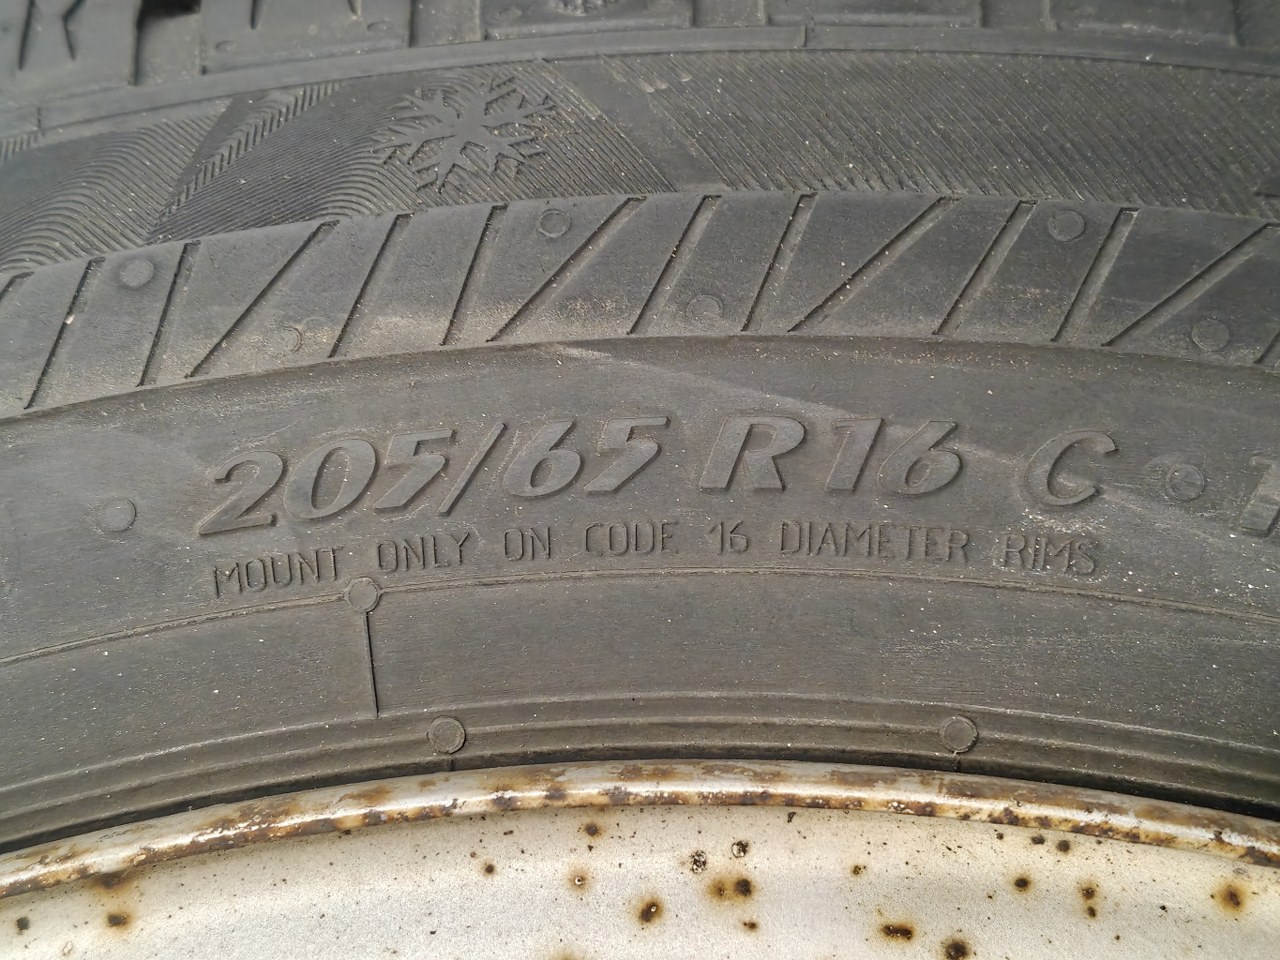 205/65 R16 C
MOUNT ONLY ON CODE 16 DIAMETER RIMS